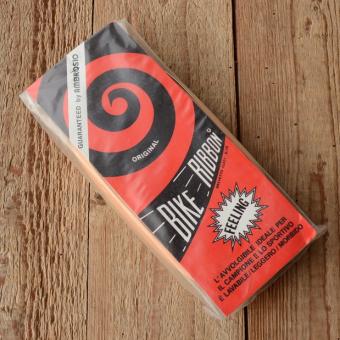 GUARANTEED by AMBROSIO
ORIGINAL
BIKE RIBBON®
FEELING
L'AVVOLGIBILE IDEALE PER
IL CAMPIONE E LO SPORTIVO
È LAVABILE/LEGGERO/MORBIDO